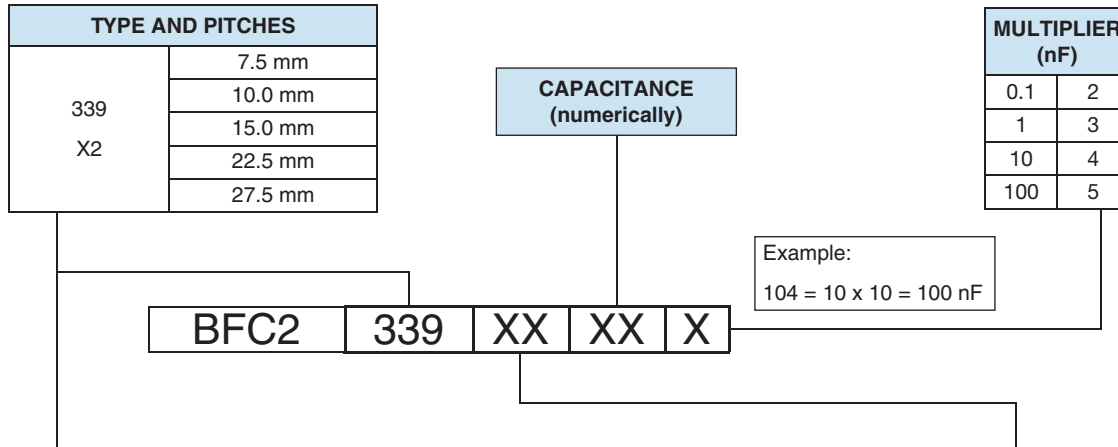 TYPE AND PITCHES
339
X2
7.5 mm
10.0 mm
15.0 mm
22.5 mm
27.5 mm
CAPACITANCE
(numerically)
MULTIPLIER
(nF)
0.1 2
1 3
10 4
100 5
Example:
104 = 10 x 10 = 100 nF
BFC2 339 XX XX X